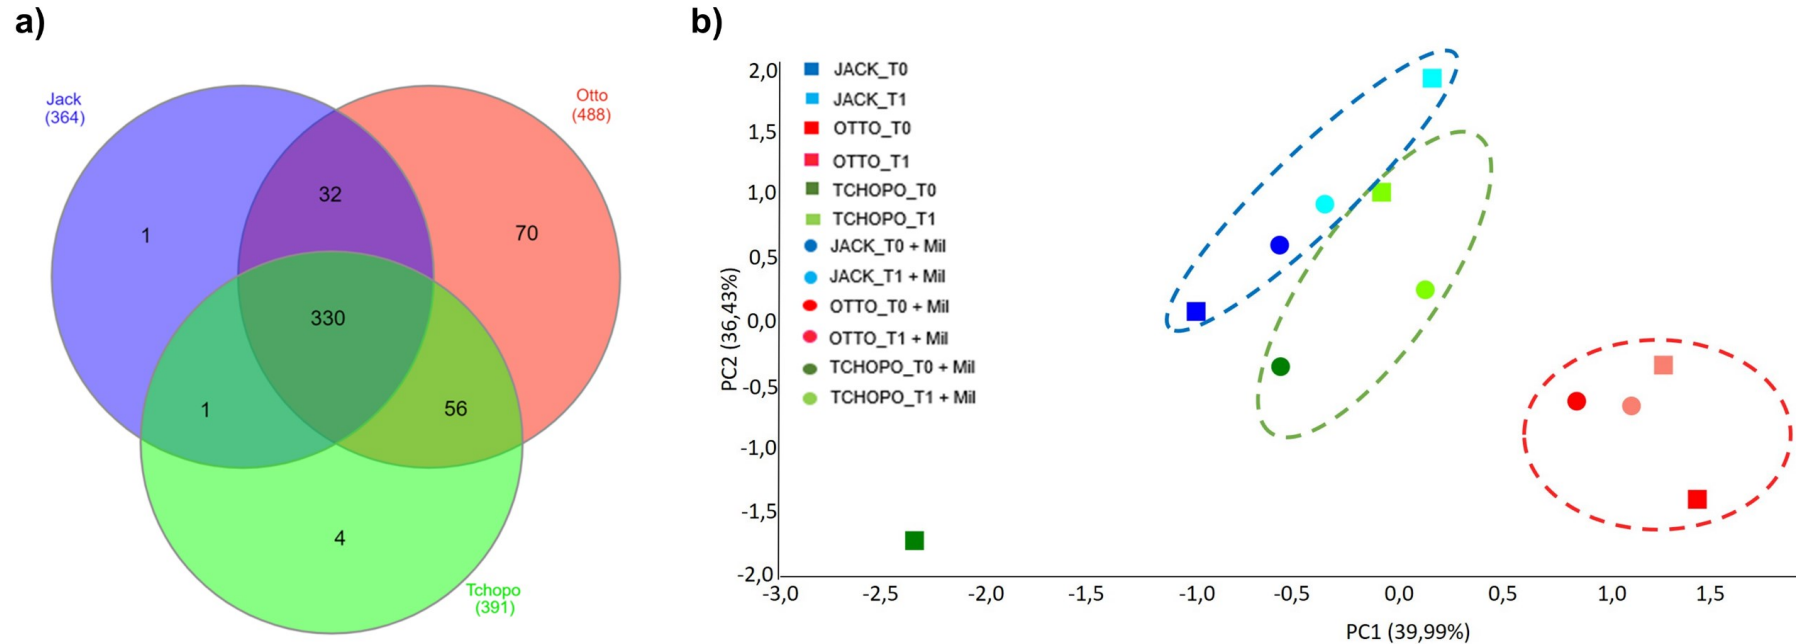 a)
Jack
(364)
Otto
(488)
32
1
70
330
1
56
4
Tchopo
(391)
b)
2,0
1,5
1,0
0,5
0,0
-0,5
-1,0
-1,5
-2,0
PC2 (36,43%)
JACK_T0
JACK_T1
OTTO_T0
OTTO_T1
TCHOPO_T0
TCHOPO_T1
JACK_T0 + Mil
JACK_T1 + Mil
OTTO_T0 + Mil
OTTO_T1 + Mil
TCHOPO_T0 + Mil
TCHOPO_T1 + Mil
-3,0 -2,5 -2,0 -1,5 -1,0 -0,5 0,0 0,5 1,0 1,5
PC1 (39,99%)